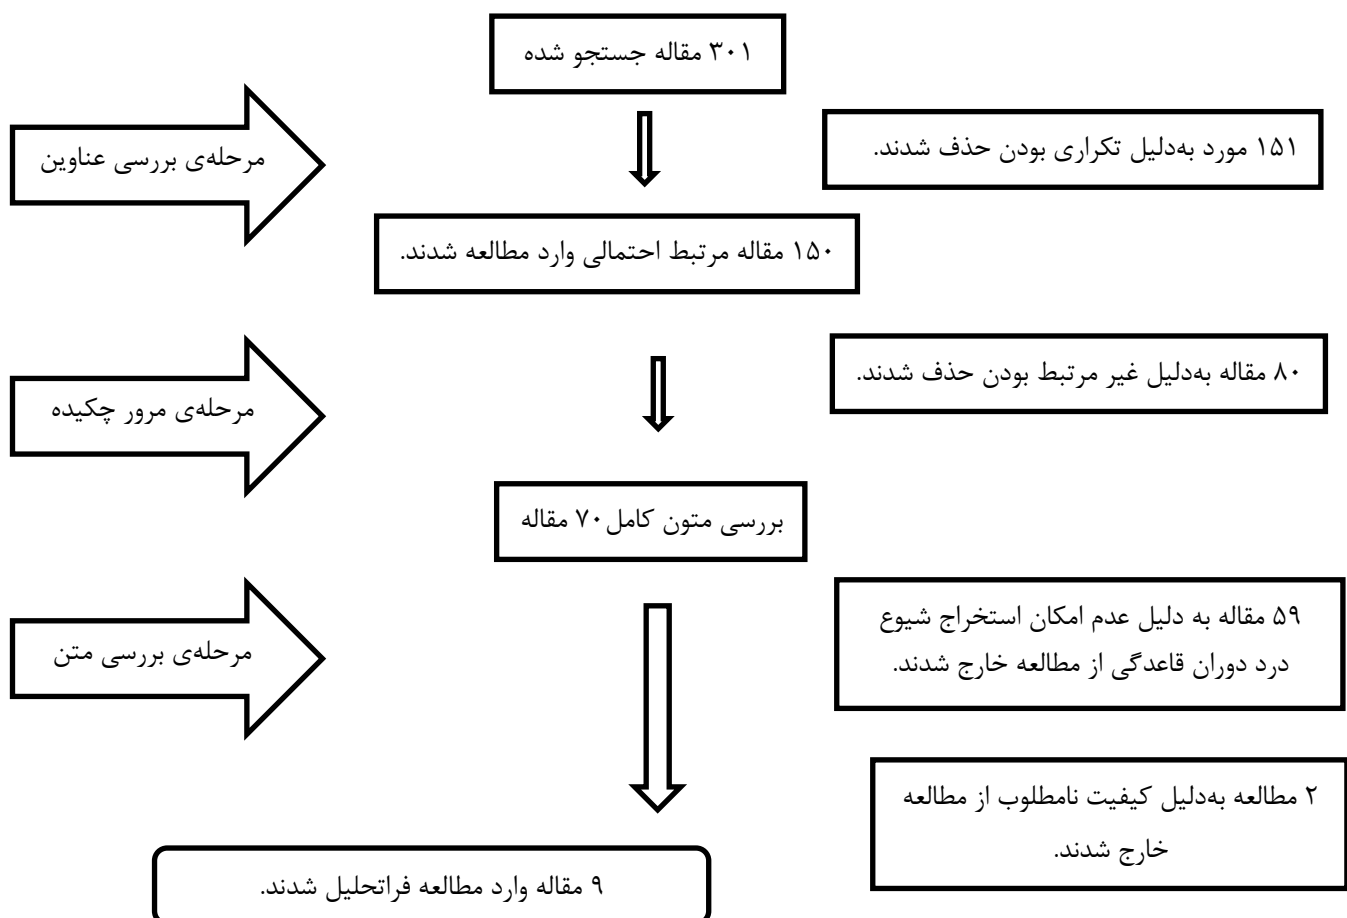 ۳۰۱ مقاله جستجو شده
۱۵۱ مورد به‌دلیل تکراری بودن حذف شدند.
مرحله‌ی بررسی عناوین
۱۵۰ مقاله مرتبط احتمالی وارد مطالعه شدند.
۸۰ مقاله به‌دلیل غیر مرتبط بودن حذف شدند.
مرحله‌ی مرور چکیده
بررسی متون کامل ۷۰ مقاله
۵۹ مقاله به دلیل عدم امکان استخراج شیوع
درد دوران قاعدگی از مطالعه خارج شدند.
مرحله‌ی بررسی متن
۲ مطالعه به‌دلیل کیفیت نامطلوب از مطالعه
خارج شدند.
۹ مقاله وارد مطالعه فراتحلیل شدند.